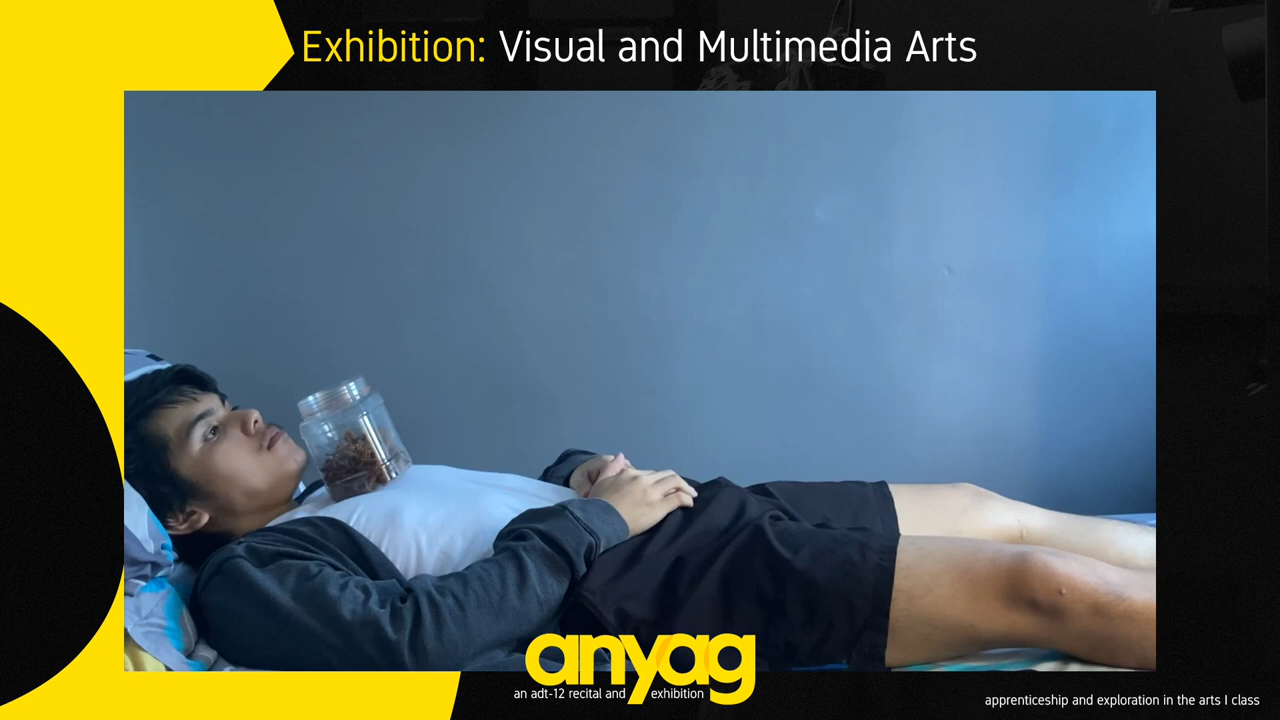 Exhibition: Visual and Multimedia Arts
anyag
an adt-12 recital and exhibition
apprenticeship and exploration in the arts I class